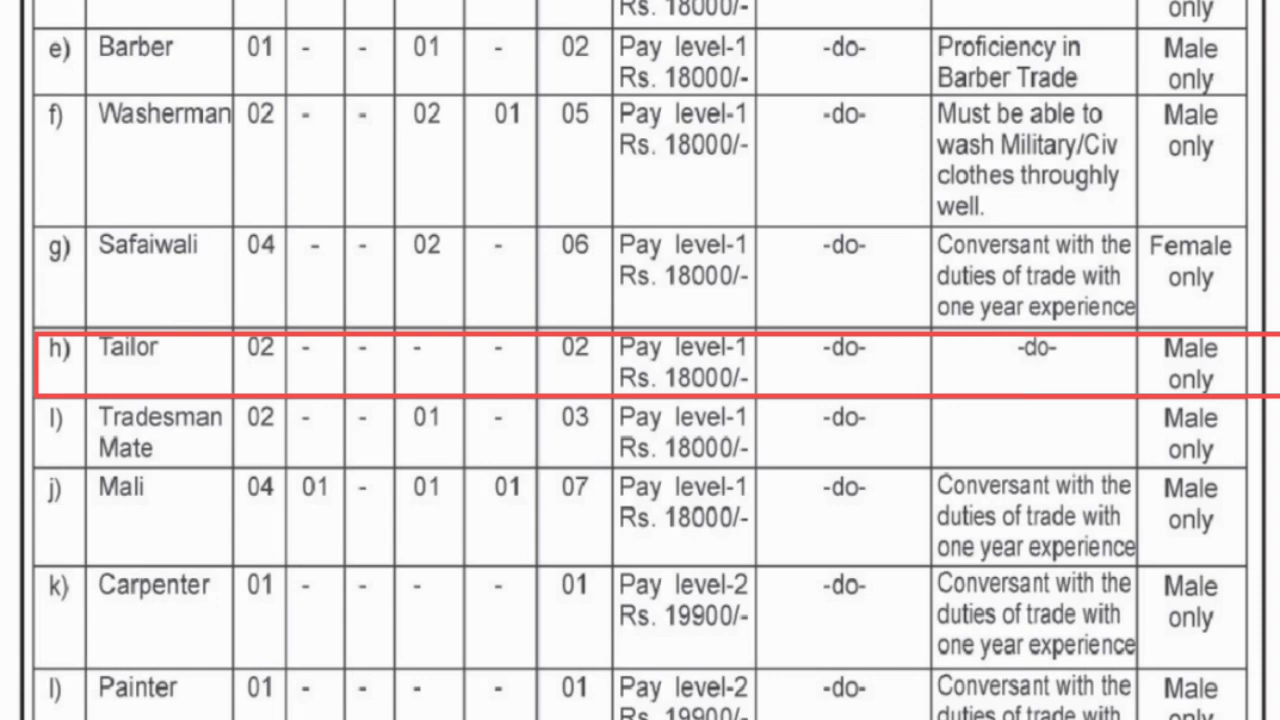 Rs. 18000/- only
e) Barber 01 - - 01 - 02 Pay level-1 -do- Proficiency in Male
Rs. 18000/- Barber Trade only
f) Washerman 02 - - 02 01 05 Pay level-1 -do- Must be able to Male
Rs. 18000/- wash Military/Civ only
clothes throughly
well.
g) Safaiwali 04 - - 02 - 06 Pay level-1 -do- Conversant with the Female
Rs. 18000/- duties of trade with only
one year experience
h) Tailor 02 - - - - 02 Pay level-1 -do- -do- Male
Rs. 18000/- only
l) Tradesman 02 - - 01 - 03 Pay level-1 -do- Male
Mate Rs. 18000/- only
j) Mali 04 01 - 01 01 07 Pay level-1 -do- Conversant with the Male
Rs. 18000/- duties of trade with only
one year experience
k) Carpenter 01 - - - - 01 Pay level-2 -do- Conversant with the Male
Rs. 19900/- duties of trade with only
one year experience
l) Painter 01 - - - - 01 Pay level-2 -do- Conversant with the Male
Rs. 19900/- duties of trade with only